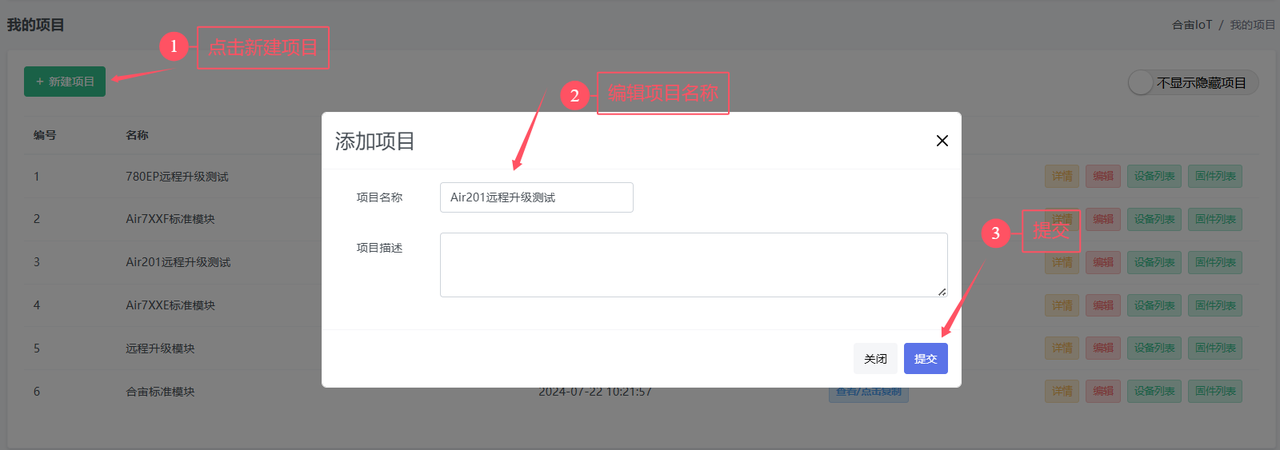 我的项目
合宙IoT / 我的项目
1 点击新建项目
+ 新建项目
不显示隐藏项目
2 编辑项目名称
编号 名称
添加项目
1 780EP远程升级测试 详情 编辑 设备列表 固件列表
项目名称 Air201远程升级测试
2 Air7XXF标准模块 详情 编辑 设备列表 固件列表
3 提交
项目描述
3 Air201远程升级测试 详情 编辑 设备列表 固件列表
4 Air7XXE标准模块 详情 编辑 设备列表 固件列表
5 远程升级模块 详情 编辑 设备列表 固件列表
关闭 提交
6 合宙标准模块 2024-07-22 10:21:57 查看/点击复制 详情 编辑 设备列表 固件列表